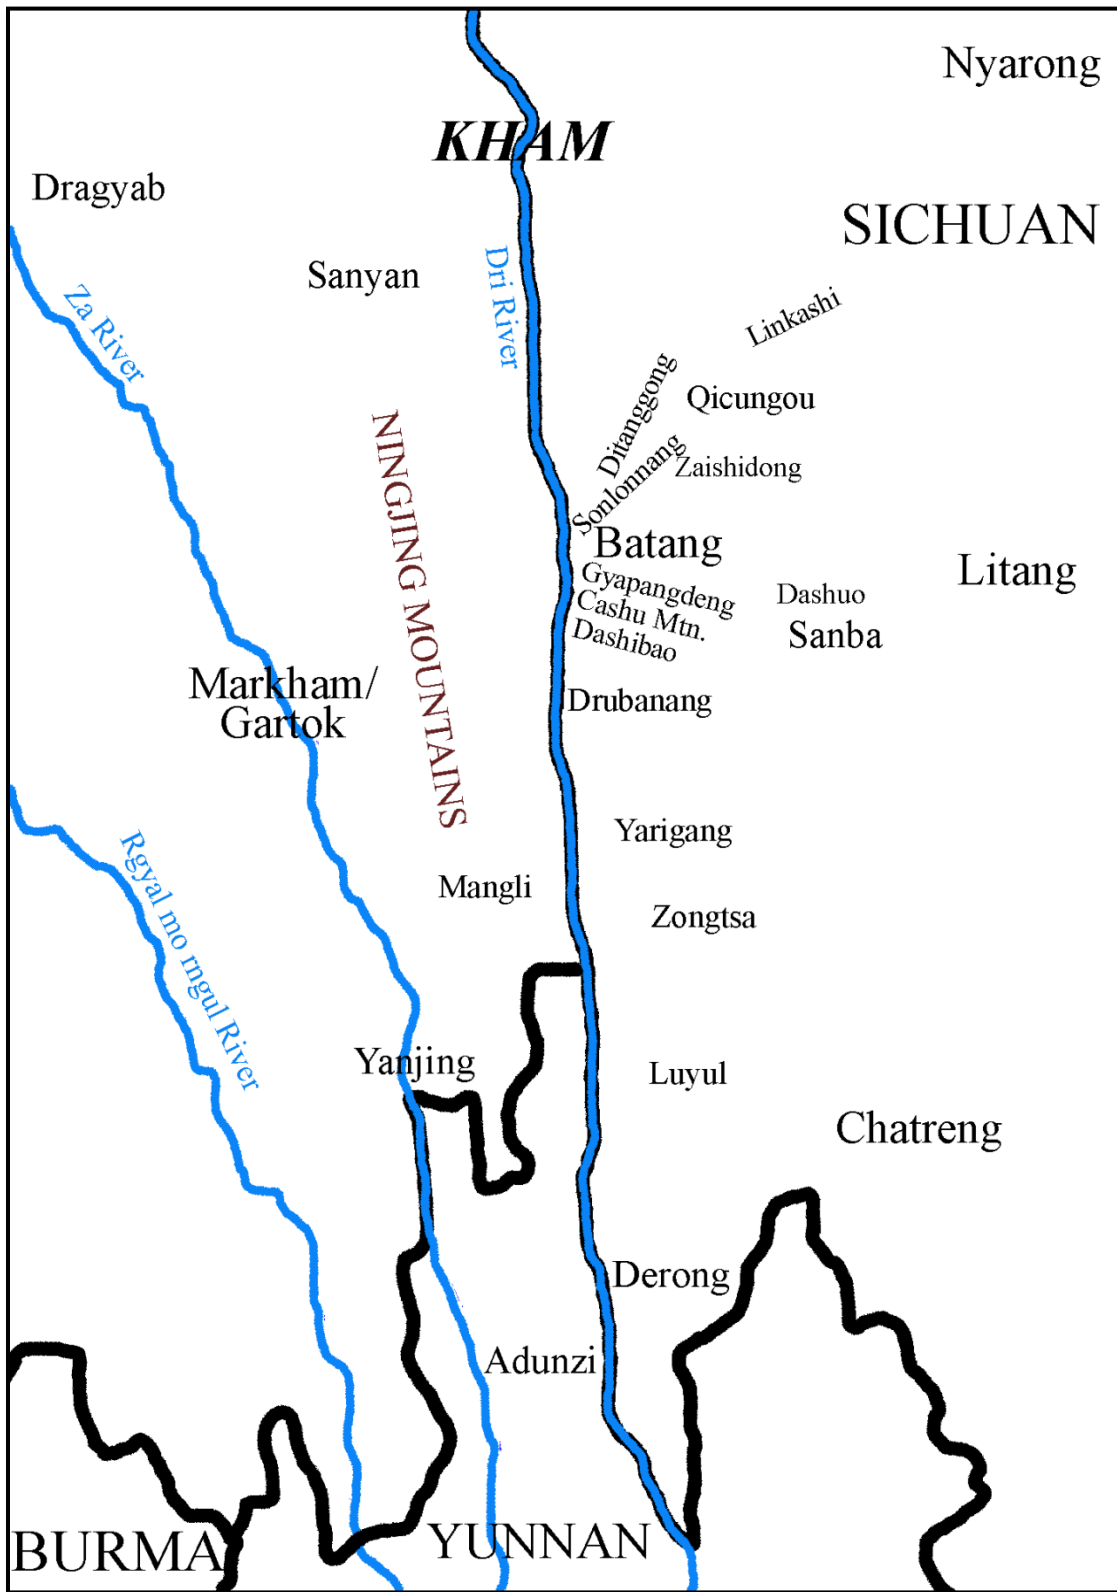 Nyarong
KHAM
Dragyab
SICHUAN
Sanyan
Dri River
Za River
Linkashi
Ditanggong
Qicungou
Sonlonnang
Zaishidong
NINGJING MOUNTAINS
Batang
Litang
Gyapangdeng
Cashu Mtn.
Dashibao
Dashuo
Sanba
Markham/
Gartok
Drubanang
Yarigang
Mangli
Zongtsa
Rgyal mo rngul River
Yanjing
Luyul
Chatreng
Derong
Adunzi
BURMA
YUNNAN